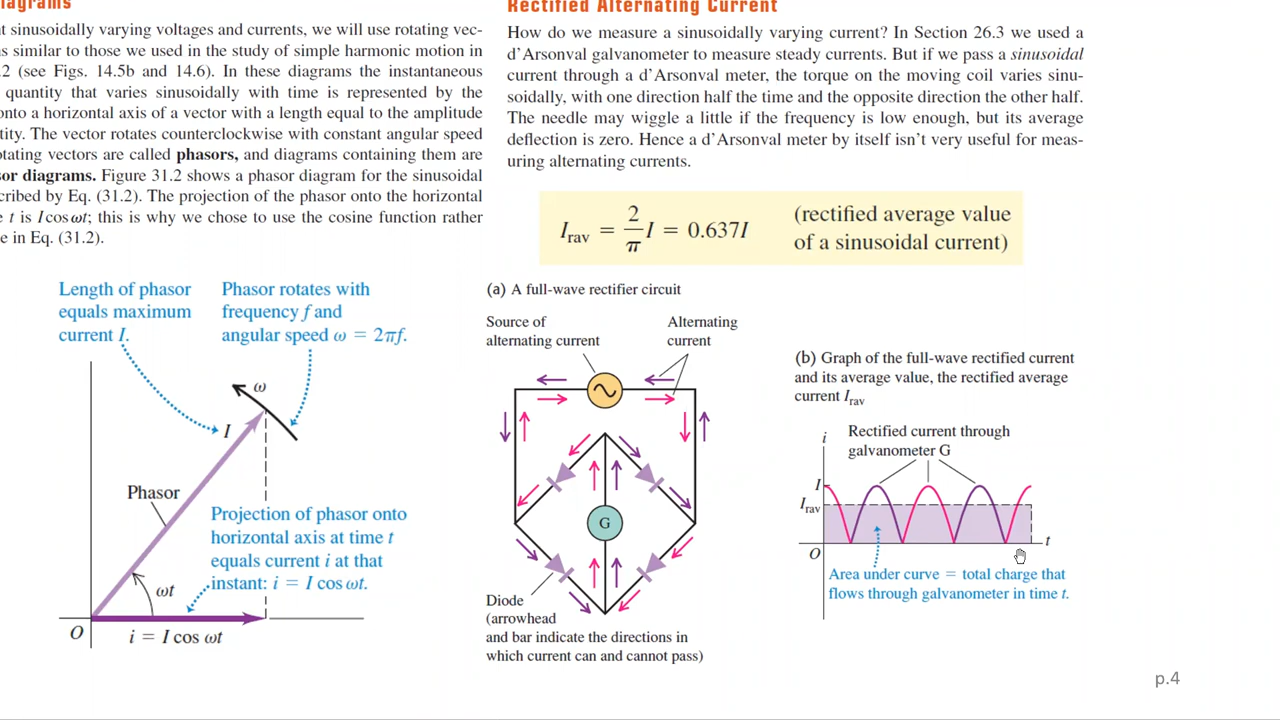 agrams
t sinusoidally varying voltages and currents, we will use rotating vec-
s similar to those we used in the study of simple harmonic motion in
2 (see Figs. 14.5b and 14.6). In these diagrams the instantaneous
quantity that varies sinusoidally with time is represented by the
onto a horizontal axis of a vector with a length equal to the amplitude
tity. The vector rotates counterclockwise with constant angular speed
otating vectors are called phasors, and diagrams containing them are
sor diagrams. Figure 31.2 shows a phasor diagram for the sinusoidal
cribed by Eq. (31.2). The projection of the phasor onto the horizontal
e t is I cos ωt; this is why we chose to use the cosine function rather
e in Eq. (31.2).
Length of phasor
equals maximum
current I.
Phasor rotates with
frequency f and
angular speed ω = 2πf.
ω
I
Phasor
Projection of phasor onto
horizontal axis at time t
equals current i at that
instant: i = I cos ωt.
ωt
O
i = I cos ωt
Rectified Alternating Current
How do we measure a sinusoidally varying current? In Section 26.3 we used a
d’Arsonval galvanometer to measure steady currents. But if we pass a sinusoidal
current through a d’Arsonval meter, the torque on the moving coil varies sinu-
soidally, with one direction half the time and the opposite direction the other half.
The needle may wiggle a little if the frequency is low enough, but its average
deflection is zero. Hence a d’Arsonval meter by itself isn’t very useful for meas-
uring alternating currents.
Irav = 2/π I = 0.637I (rectified average value
of a sinusoidal current)
(a) A full-wave rectifier circuit
Source of
alternating current
Alternating
current
G
Diode
(arrowhead
and bar indicate the directions in
which current can and cannot pass)
(b) Graph of the full-wave rectified current
and its average value, the rectified average
current Irav
i
Rectified current through
galvanometer G
I
Irav
O
t
Area under curve = total charge that
flows through galvanometer in time t.
p.4